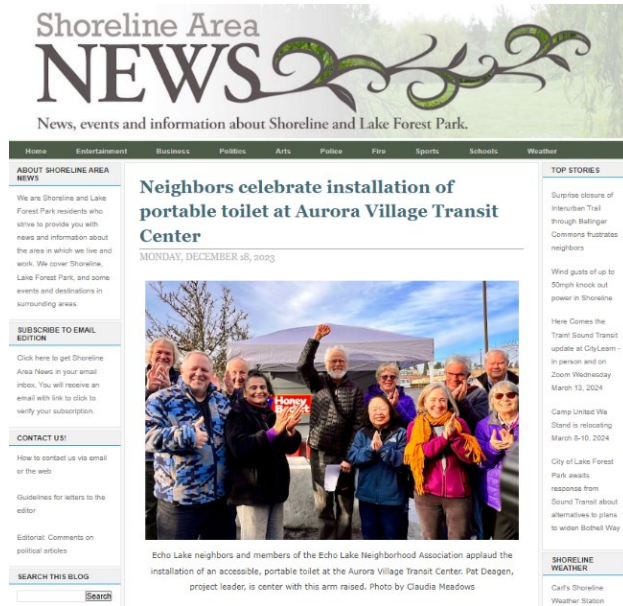 Shoreline Area
NEWS
News, events and information about Shoreline and Lake Forest Park.
Home Entertainment Business Politics Arts Police Fire Sports Schools Weather
ABOUT SHORELINE AREA
NEWS
We are Shoreline and Lake
Forest Park residents who
strive to provide you with
news and information about
the area in which we live and
work. We cover Shoreline,
Lake Forest Park, and some
events and destinations in
surrounding areas.
SUBSCRIBE TO EMAIL
EDITION
Click here to get Shoreline
Area News in your email
inbox. You will receive an
email with link to click to
verify your subscription.
CONTACT US!
How to contact us via email
or the web
Guidelines for letters to the
editor
Editorial: Comments on
political articles
SEARCH THIS BLOG
Search
Neighbors celebrate installation of
portable toilet at Aurora Village Transit
Center
MONDAY, DECEMBER 18, 2023
Honey
Bucket
Echo Lake neighbors and members of the Echo Lake Neighborhood Association applaud the
installation of an accessible, portable toilet at the Aurora Village Transit Center. Pat Deagen,
project leader, is center with this arm raised. Photo by Claudia Meadows
TOP STORIES
Surprise closure of
Interurban Trail
through Ballinger
Commons frustrates
neighbors
Wind gusts of up to
50mph knock out
power in Shoreline
Here Comes the
Train! Sound Transit
update at CityLearn -
in person and on
Zoom Wednesday
March 13, 2024
Camp United We
Stand is relocating
March 8-10, 2024
City of Lake Forest
Park awaits
response from
Sound Transit about
alternatives to plans
to widen Bothell Way
SHORELINE
WEATHER
Carl's Shoreline
Weather Station